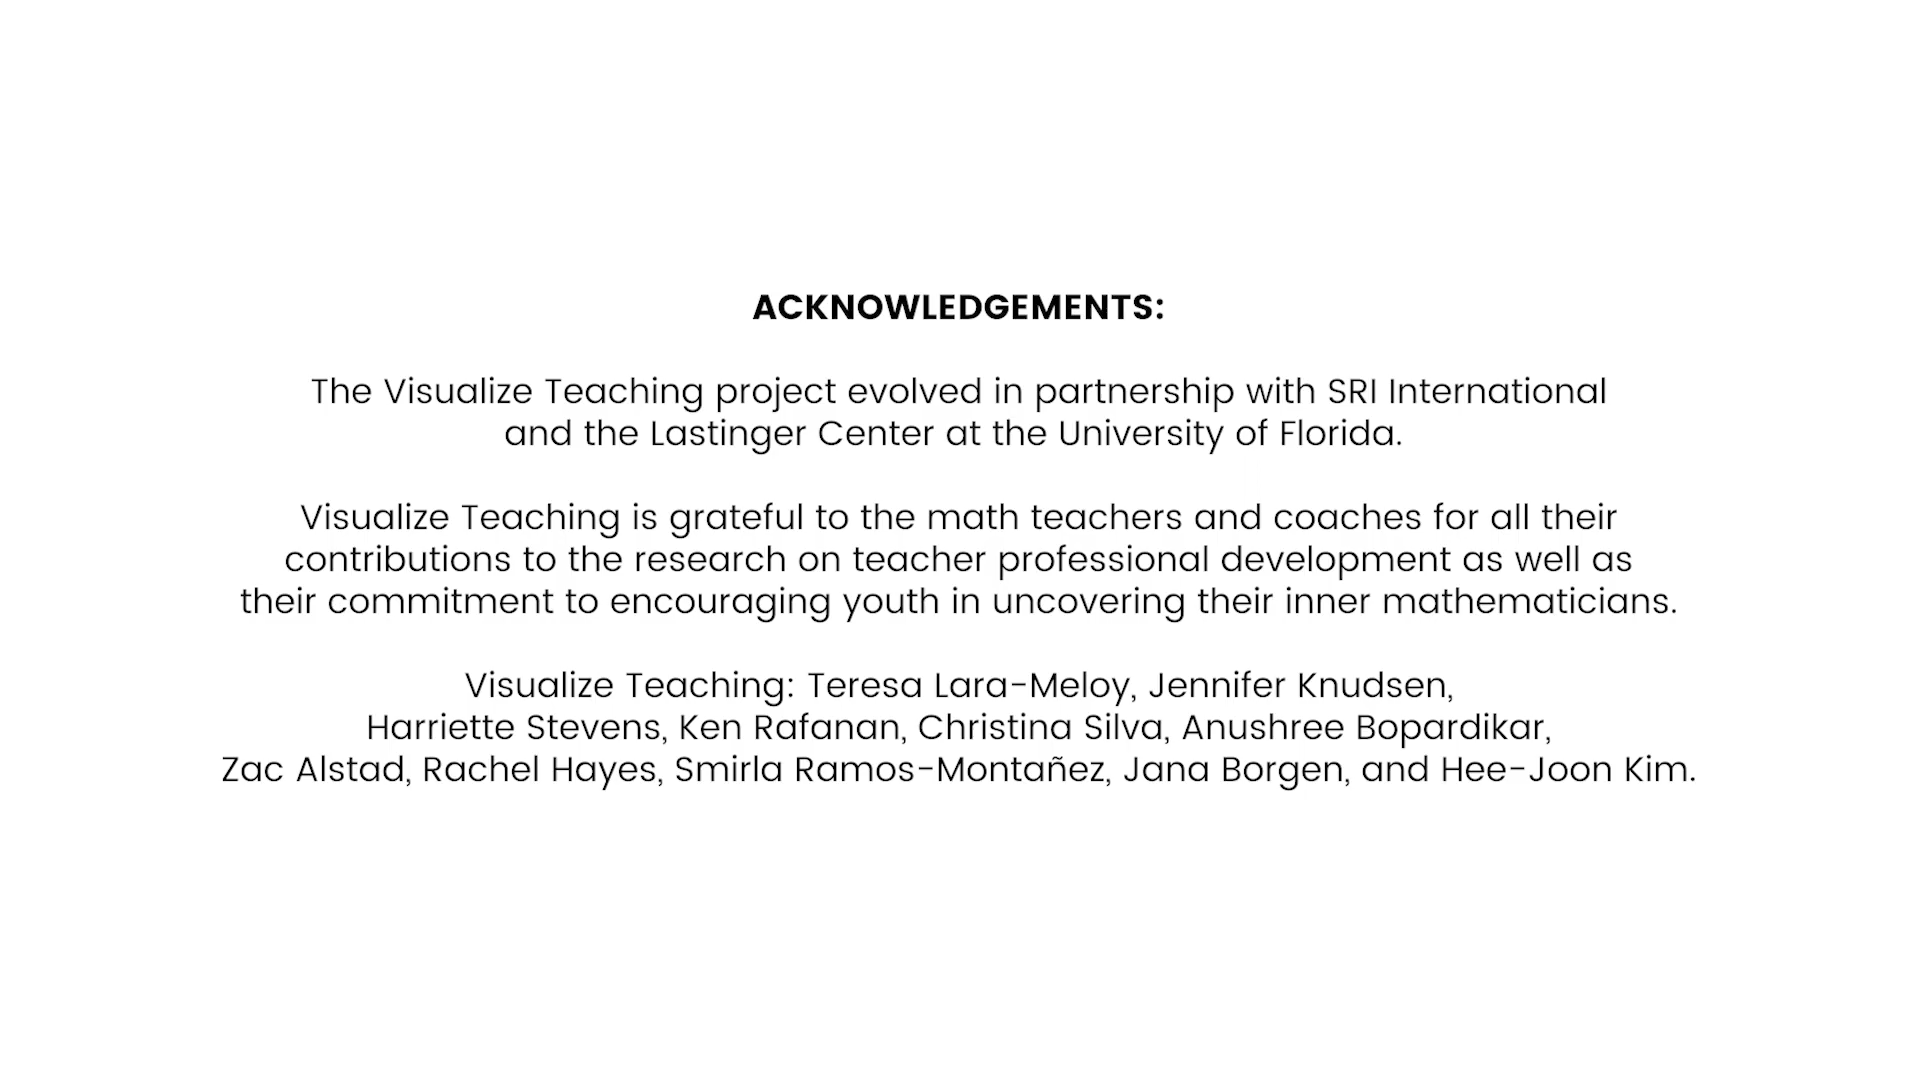 ACKNOWLEDGEMENTS:
The Visualize Teaching project evolved in partnership with SRI International
and the Lastinger Center at the University of Florida.
Visualize Teaching is grateful to the math teachers and coaches for all their
contributions to the research on teacher professional development as well as
their commitment to encouraging youth in uncovering their inner mathematicians.
Visualize Teaching: Teresa Lara-Meloy, Jennifer Knudsen,
Harriette Stevens, Ken Rafanan, Christina Silva, Anushree Bopardikar,
Zac Alstad, Rachel Hayes, Smirla Ramos-Montañez, Jana Borgen, and Hee-Joon Kim.